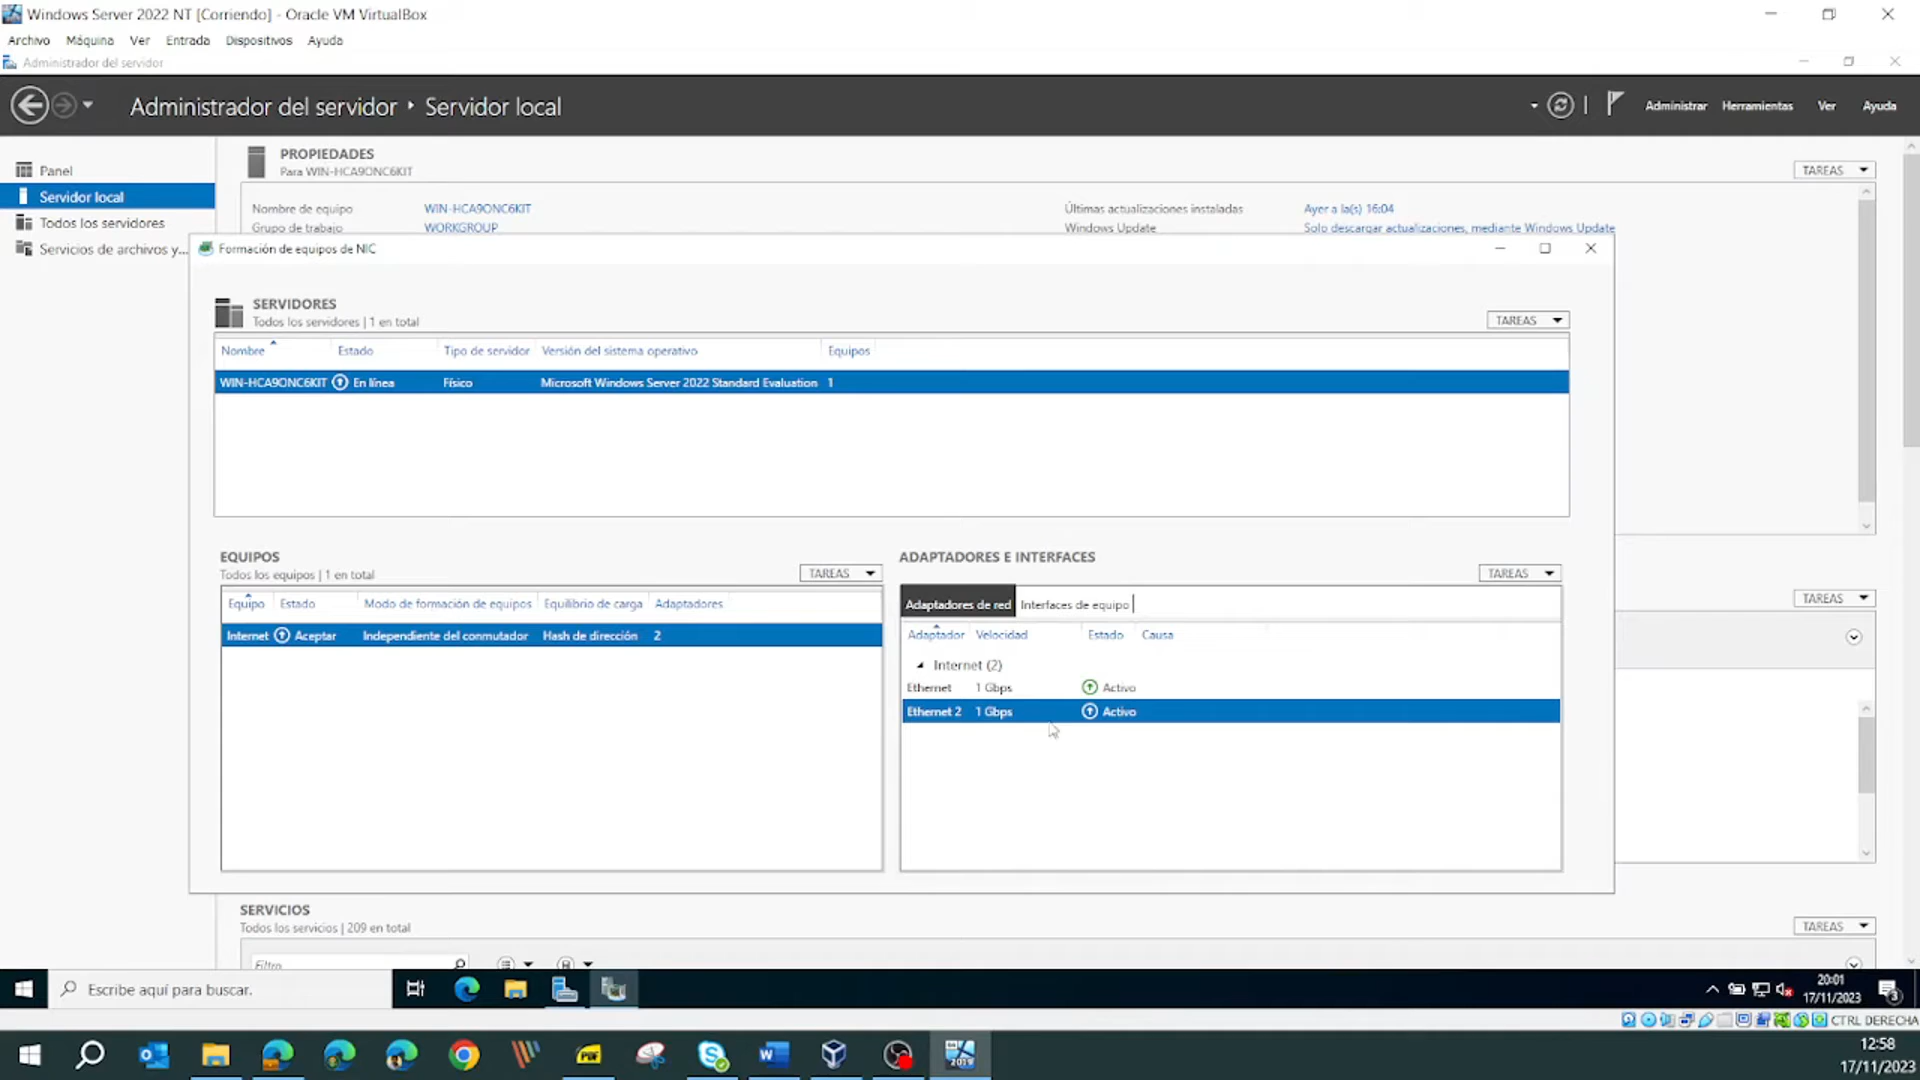 Windows Server 2022 NT [Corriendo] - Oracle VM VirtualBox
Archivo Máquina Ver Entrada Dispositivos Ayuda
Administrador del servidor
Administrador del servidor ‣ Servidor local
Administrar Herramientas Ver Ayuda
Panel
Servidor local
Todos los servidores
Servicios de archivos y...
PROPIEDADES
Para WIN-HCA9ONC6KIT
TAREAS
Nombre de equipo WIN-HCA9ONC6KIT Últimas actualizaciones instaladas Ayer a la(s) 16:04
Grupo de trabajo WORKGROUP Windows Update Solo descargar actualizaciones, mediante Windows Update
Formación de equipos de NIC
SERVIDORES
Todos los servidores | 1 en total
TAREAS
Nombre Estado Tipo de servidor Versión del sistema operativo Equipos
WIN-HCA9ONC6KIT En línea Físico Microsoft Windows Server 2022 Standard Evaluation 1
EQUIPOS
Todos los equipos | 1 en total
TAREAS
Equipo Estado Modo de formación de equipos Equilibrio de carga Adaptadores
Internet Aceptar Independiente del conmutador Hash de dirección 2
ADAPTADORES E INTERFACES
TAREAS
Adaptadores de red Interfaces de equipo
Adaptador Velocidad Estado Causa
Internet (2)
Ethernet 1 Gbps Activo
Ethernet 2 1 Gbps Activo
TAREAS
SERVICIOS
Todos los servicios | 209 en total
TAREAS
Filtro
Escribe aquí para buscar.
20:01
17/11/2023
3
CTRL DERECHA
PDF
2019
12:58
17/11/2023